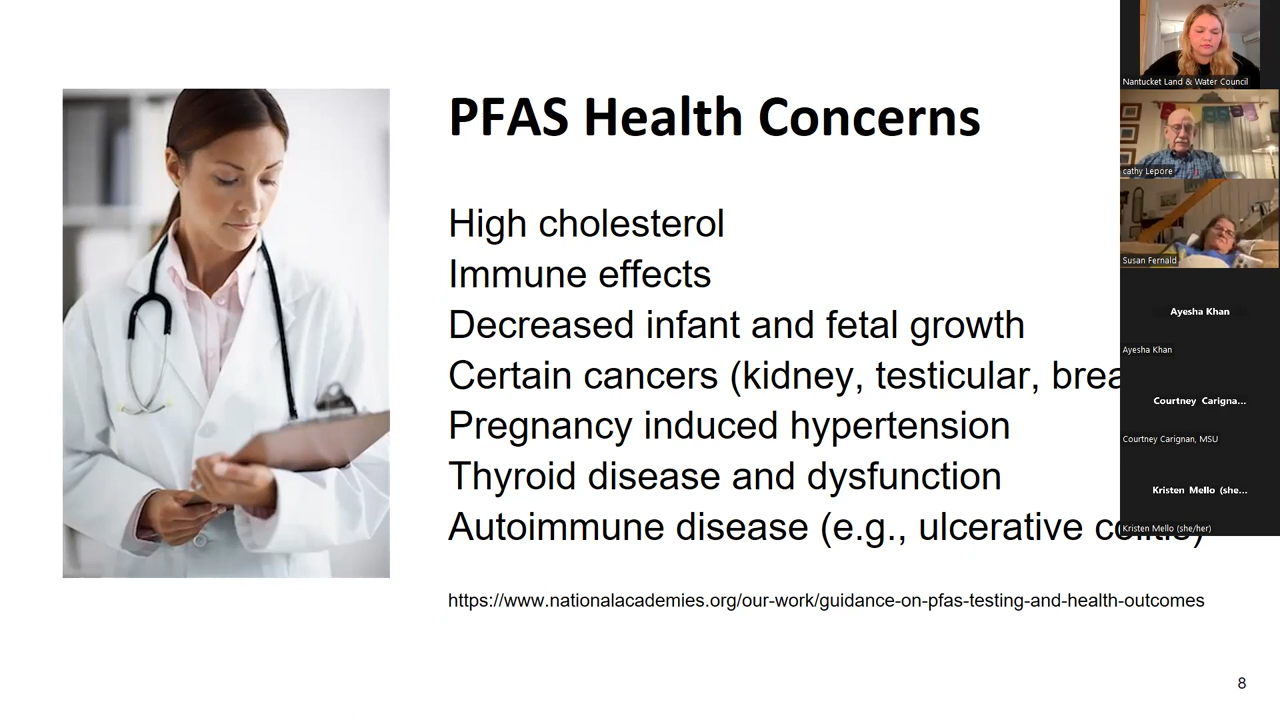 PFAS Health Concerns
High cholesterol
Immune effects
Decreased infant and fetal growth
Certain cancers (kidney, testicular,
Pregnancy induced hypertension
Thyroid disease and dysfunction
Autoimmune disease (e.g., ulcerative colitis)
https://www.nationalacademies.org/our-work/guidance-on-pfas-testing-and-health-outcomes
8
Nantucket Land & Water Council
cathy Lepore
Susan Fernald
Ayesha Khan
Ayesha Khan
Courtney Carigna...
Courtney Carignan, MSU
Kristen Mello (she...
Kristen Mello (she/her)